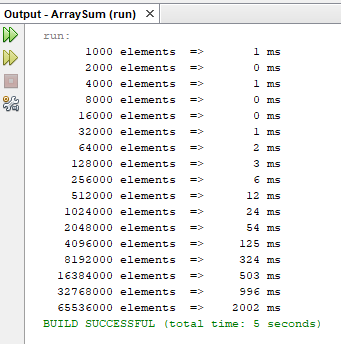 Output - ArraySum (run) ×
run:
1000 elements => 1 ms
2000 elements => 0 ms
4000 elements => 1 ms
8000 elements => 0 ms
16000 elements => 0 ms
32000 elements => 1 ms
64000 elements => 2 ms
128000 elements => 3 ms
256000 elements => 6 ms
512000 elements => 12 ms
1024000 elements => 24 ms
2048000 elements => 54 ms
4096000 elements => 125 ms
8192000 elements => 324 ms
16384000 elements => 503 ms
32768000 elements => 996 ms
65536000 elements => 2002 ms
BUILD SUCCESSFUL (total time: 5 seconds)